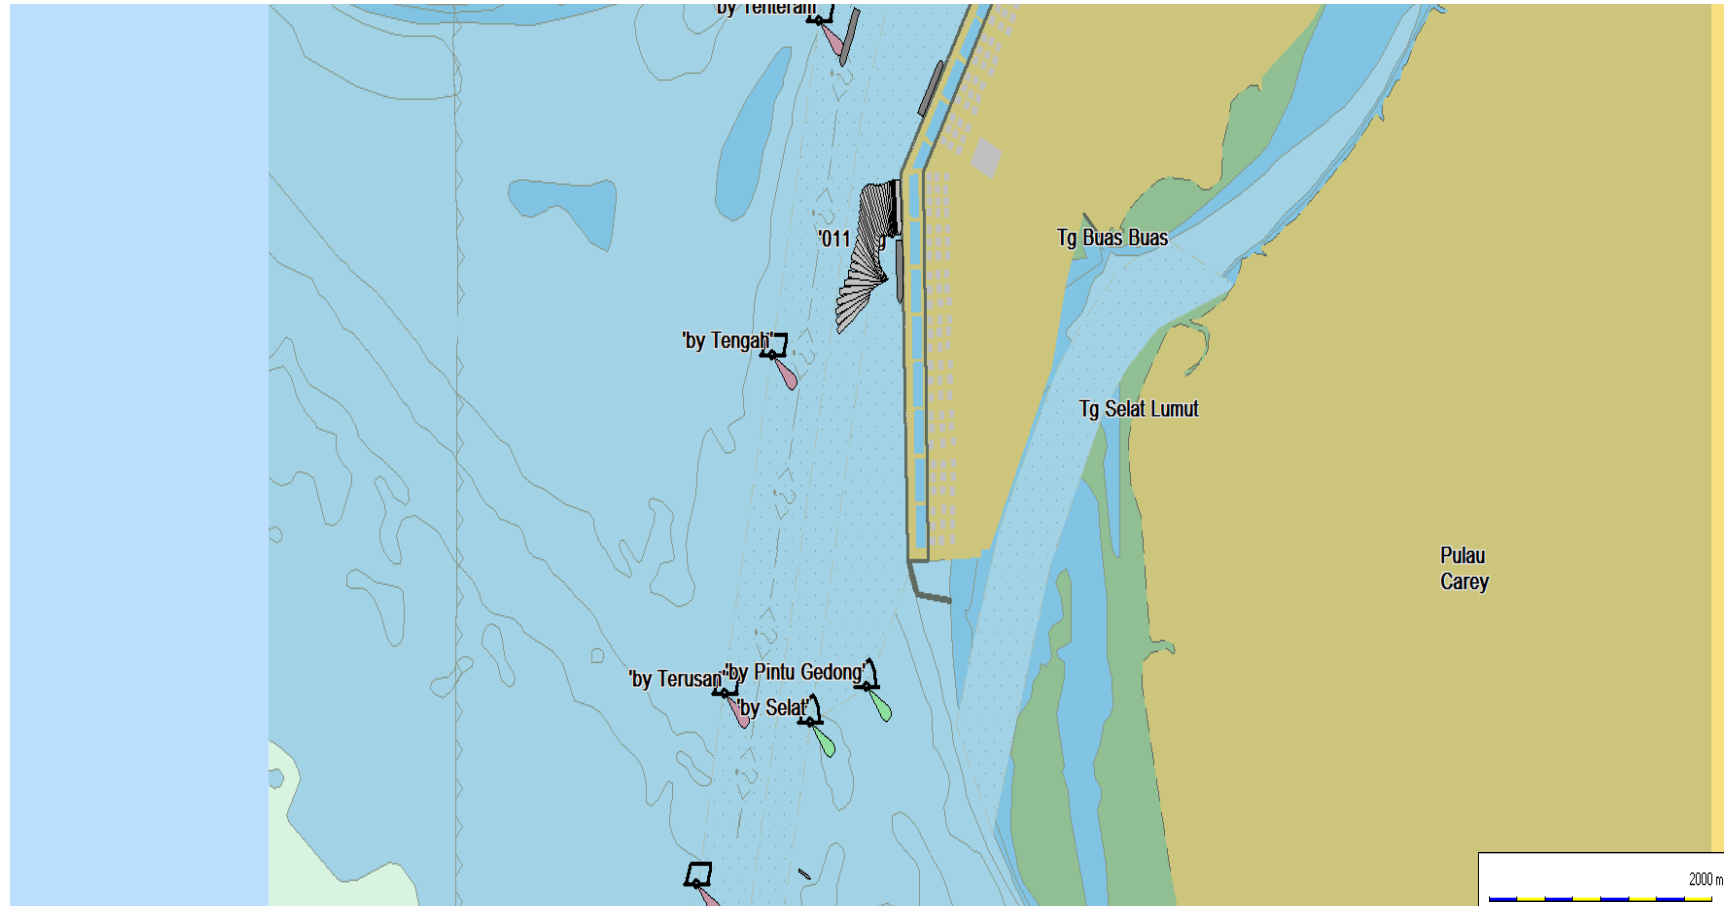 'by Tenteram'
'011
g
Tg Buas Buas
'by Tengah'
Tg Selat Lumut
Pulau
Carey
'by Terusan'
'by Pintu Gedong'
'by Selat'
2000 m